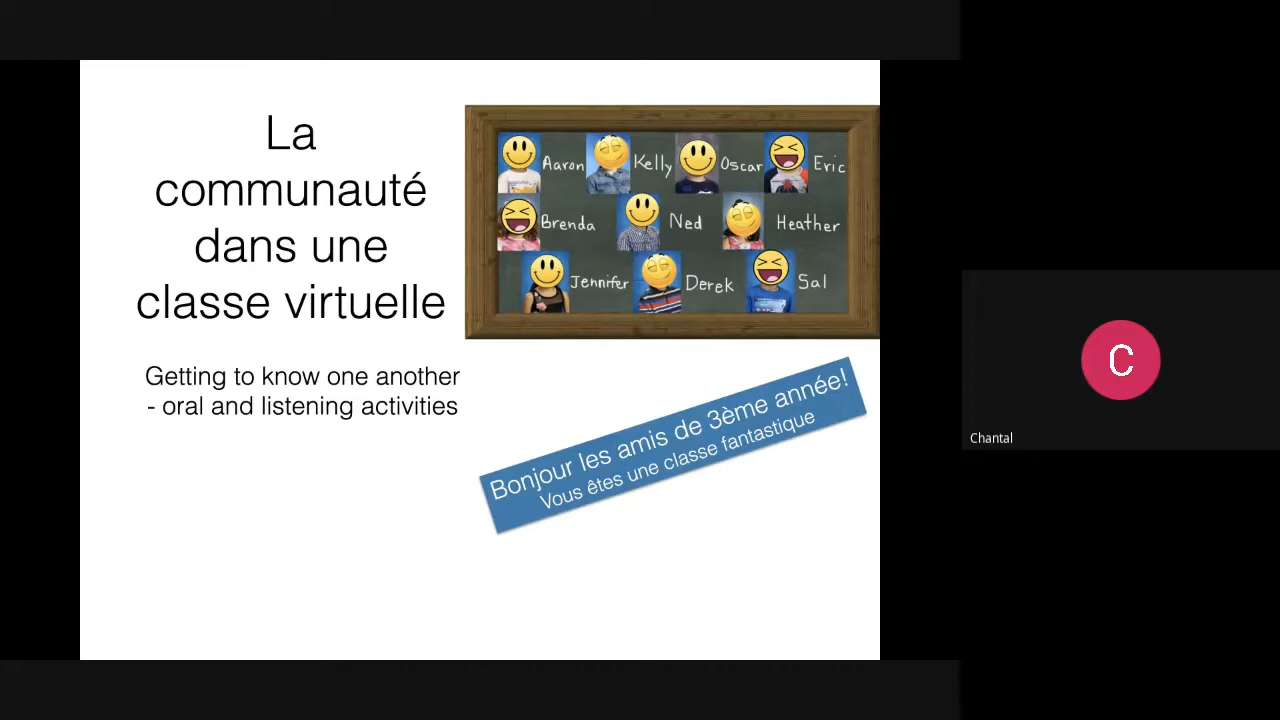 La
communauté
dans une
classe virtuelle
Getting to know one another
- oral and listening activities
Aaron Kelly Oscar Eric
Brenda Ned Heather
Jennifer Derek Sal
Bonjour les amis de 3ème année!
Vous êtes une classe fantastique
C
Chantal